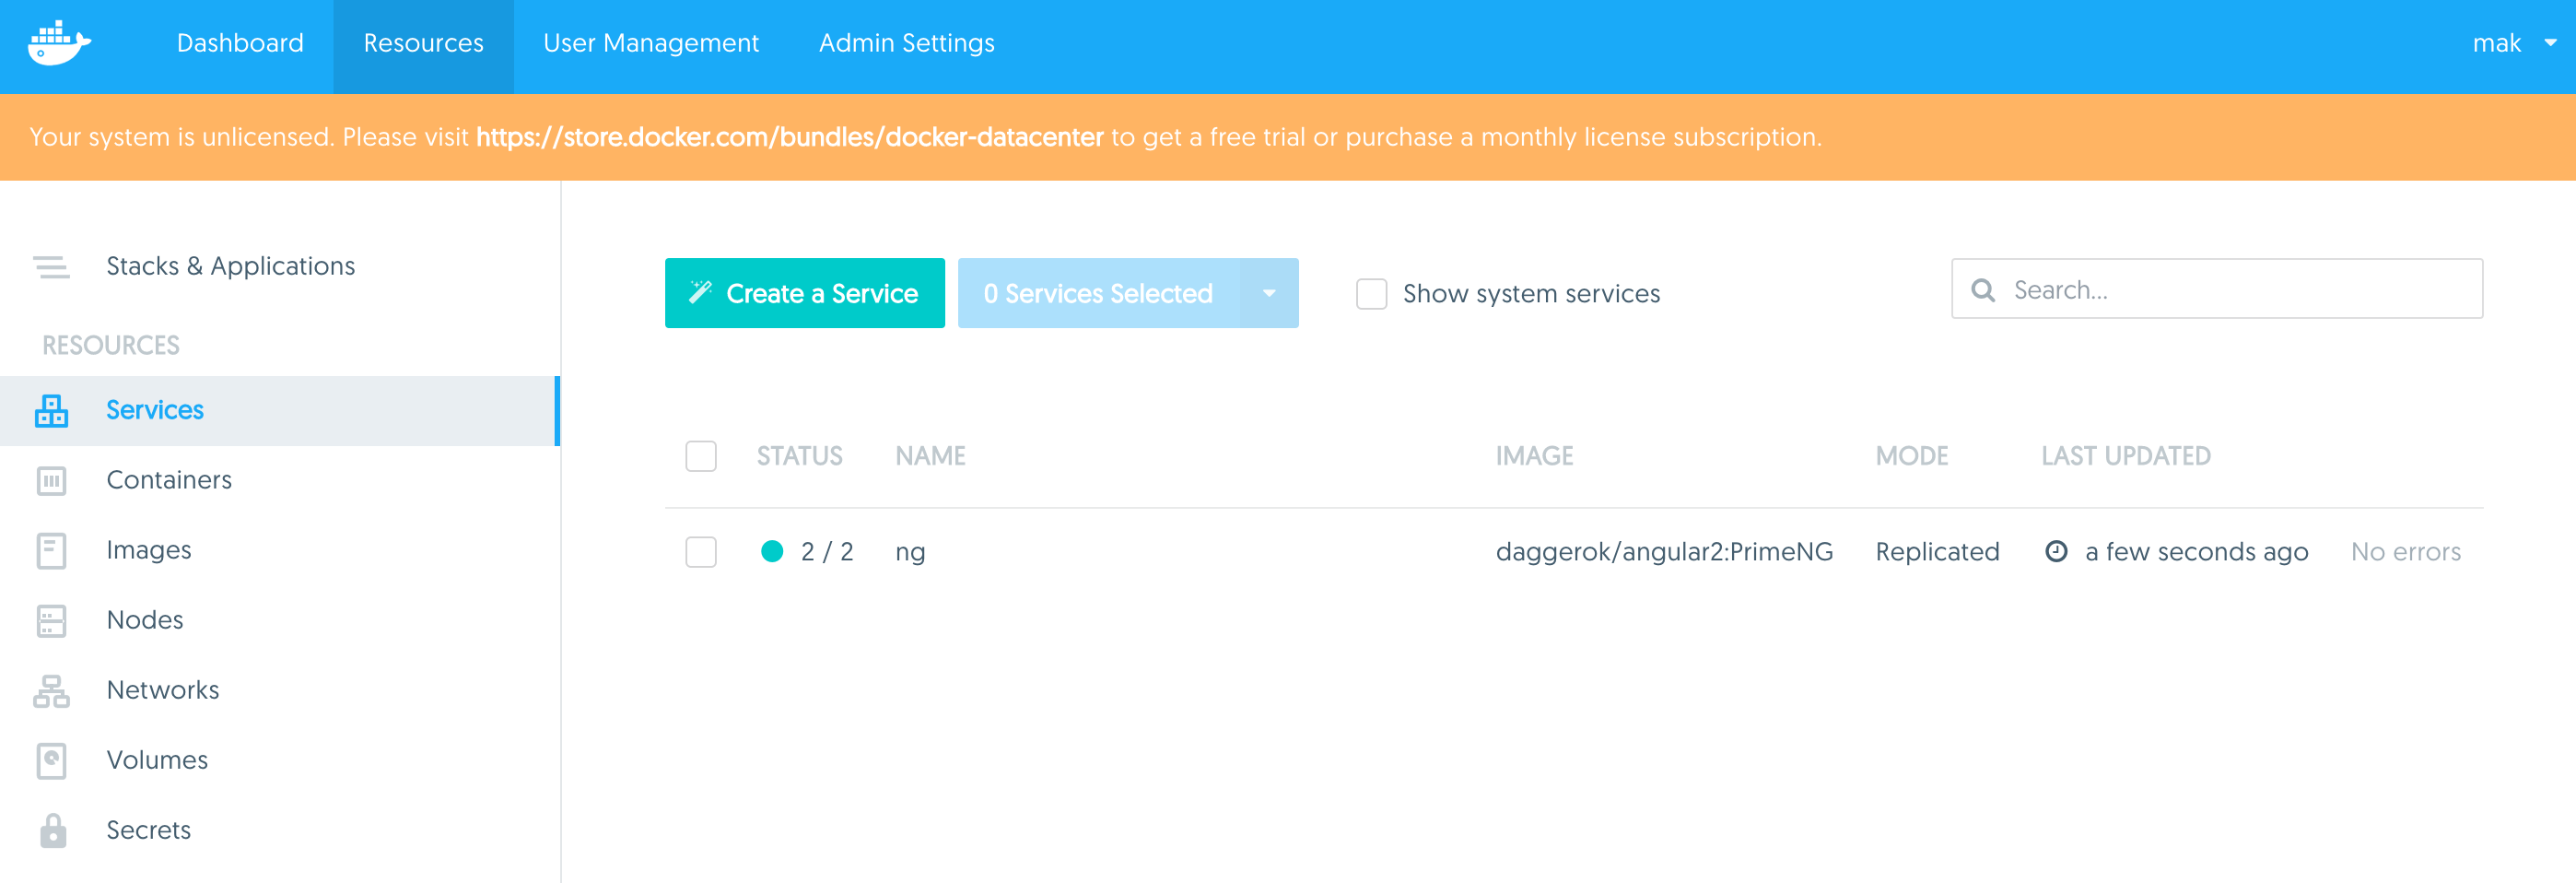 Dashboard Resources User Management Admin Settings mak
Your system is unlicensed. Please visit https://store.docker.com/bundles/docker-datacenter to get a free trial or purchase a monthly license subscription.
Stacks & Applications
RESOURCES
Services
Containers
Images
Nodes
Networks
Volumes
Secrets
Create a Service 0 Services Selected Show system services Search...
STATUS NAME IMAGE MODE LAST UPDATED
2 / 2 ng daggerok/angular2:PrimeNG Replicated a few seconds ago No errors